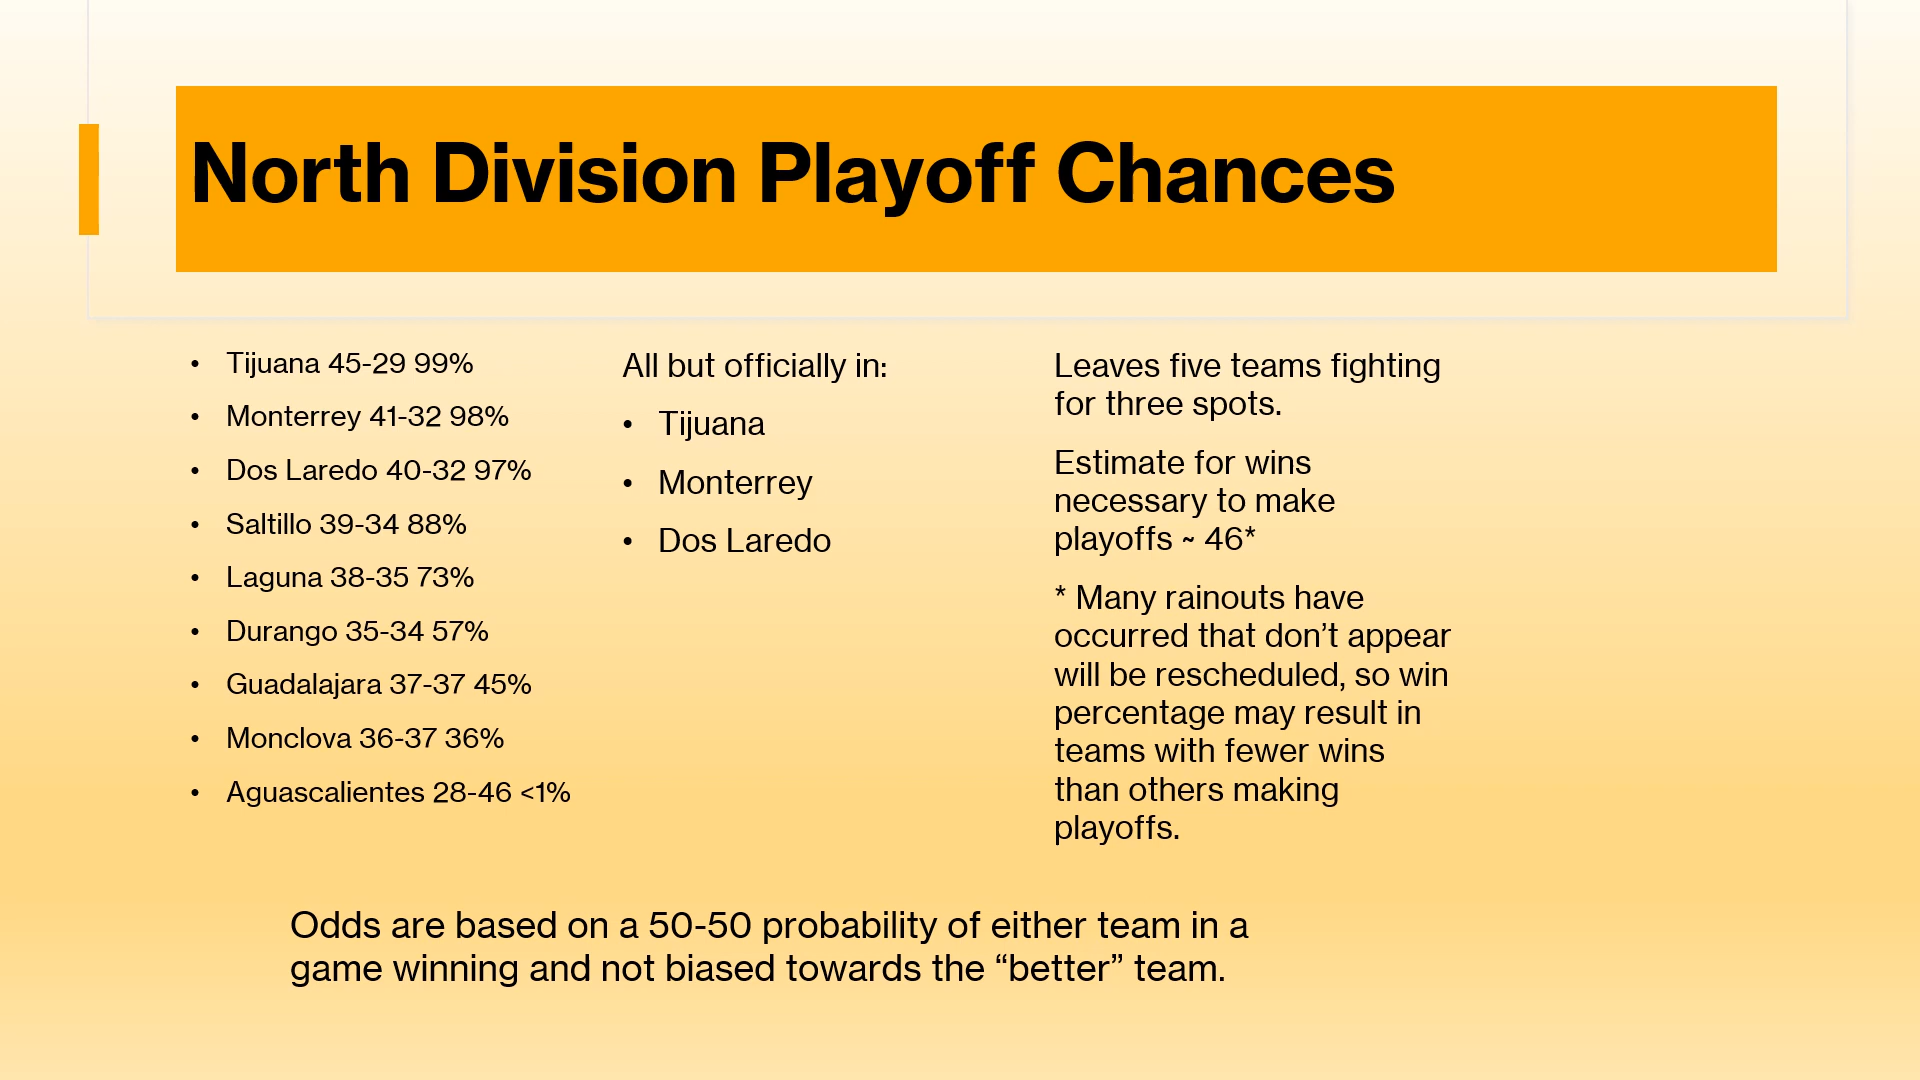 North Division Playoff Chances
• Tijuana 45-29 99%
• Monterrey 41-32 98%
• Dos Laredo 40-32 97%
• Saltillo 39-34 88%
• Laguna 38-35 73%
• Durango 35-34 57%
• Guadalajara 37-37 45%
• Monclova 36-37 36%
• Aguascalientes 28-46 <1%
All but officially in:
• Tijuana
• Monterrey
• Dos Laredo
Leaves five teams fighting
for three spots.
Estimate for wins
necessary to make
playoffs ~ 46*
* Many rainouts have
occurred that don’t appear
will be rescheduled, so win
percentage may result in
teams with fewer wins
than others making
playoffs.
Odds are based on a 50-50 probability of either team in a
game winning and not biased towards the “better” team.